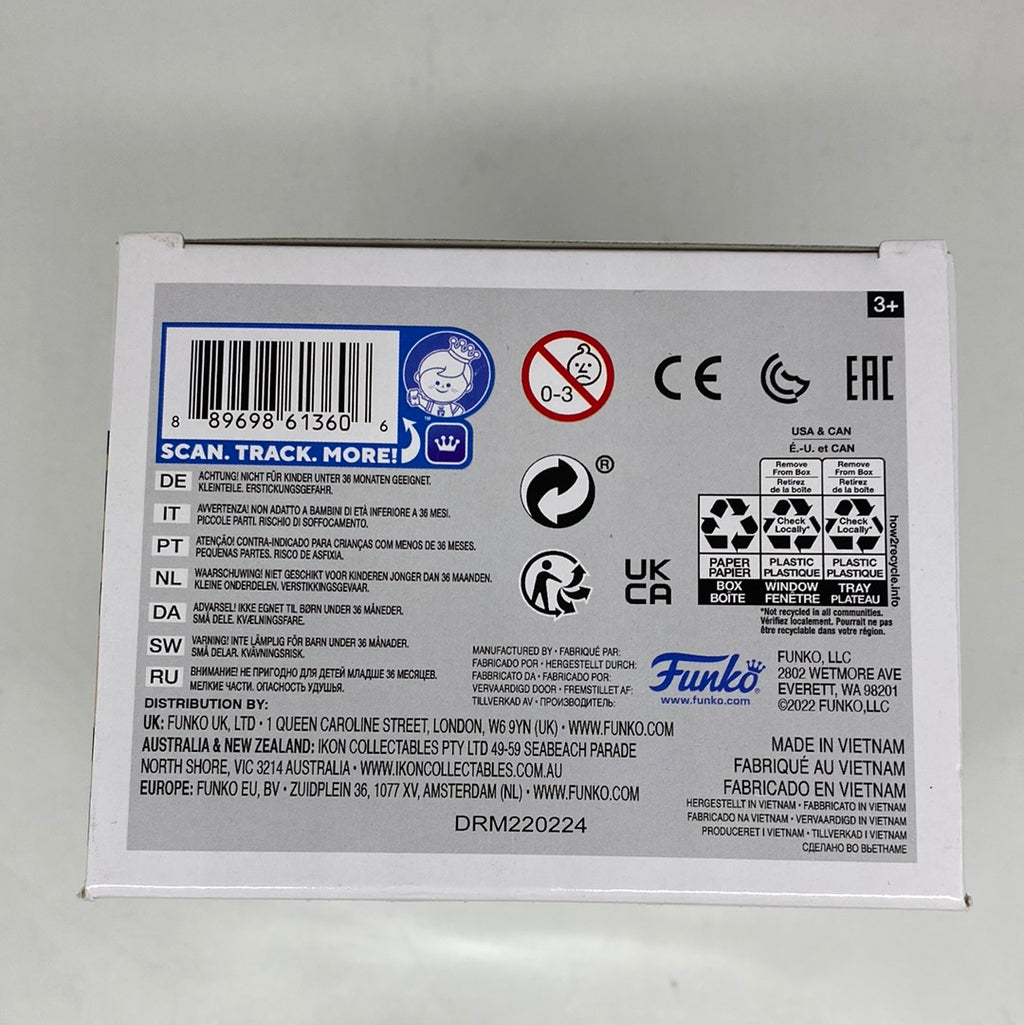 3+
8 89698 61360 6
SCAN. TRACK. MORE!
™
0-3
CE
EAC
®
UK
CA
DE ACHTUNG! NICHT FÜR KINDER UNTER 36 MONATEN GEEIGNET.
KLEINTEILE. ERSTICKUNGSGEFAHR.
IT AVVERTENZA! NON ADATTO A BAMBINI DI ETÀ INFERIORE A 36 MESI.
PICCOLE PARTI. RISCHIO DI SOFFOCAMENTO.
PT ATENÇÃO! CONTRA-INDICADO PARA CRIANÇAS COM MENOS DE 36 MESES.
PEQUENAS PARTES. RISCO DE ASFIXIA.
NL WAARSCHUWING! NIET GESCHIKT VOOR KINDEREN JONGER DAN 36 MAANDEN.
KLEINE ONDERDELEN. VERSTIKKINGSGEVAAR.
DA ADVARSEL! IKKE EGNET TIL BØRN UNDER 36 MÅNEDER.
SMÅ DELE. KVÆLNINGSFARE.
SW VARNING! INTE LÄMPLIG FÖR BARN UNDER 36 MÅNADER.
SMÅ DELAR. KVÄVNINGSRISK.
RU ВНИМАНИЕ! НЕ ПРИГОДНО ДЛЯ ДЕТЕЙ МЛАДШЕ 36 МЕСЯЦЕВ.
МЕЛКИЕ ЧАСТИ. ОПАСНОСТЬ УДУШЬЯ.
USA & CAN
É.-U. et CAN
Remove From Box Remove From Box
Retirez de la boîte Retirez de la boîte
Check Locally* Check Locally*
PAPER PLASTIC PLASTIC
PAPIER PLASTIQUE PLASTIQUE
BOX WINDOW TRAY
BOÎTE FENÊTRE PLATEAU
how2recycle.info
*Not recycled in all communities.
Vérifiez localement. Pourrait ne pas
être recyclable dans votre région.
MANUFACTURED BY • FABRIQUÉ PAR:
FABRICADO POR • HERGESTELLT DURCH:
FABBRICATO DA • FABRICADO POR:
VERVAARDIGD DOOR • FREMSTILLET AF:
TILLVERKAD AV • ПРОИЗВОДИТЕЛЬ:
Funko®
www.funko.com
FUNKO, LLC
2802 WETMORE AVE
EVERETT, WA 98201
©2022 FUNKO,LLC
DISTRIBUTION BY:
UK: FUNKO UK, LTD • 1 QUEEN CAROLINE STREET, LONDON, W6 9YN (UK) • WWW.FUNKO.COM
AUSTRALIA & NEW ZEALAND: IKON COLLECTABLES PTY LTD 49-59 SEABEACH PARADE
NORTH SHORE, VIC 3214 AUSTRALIA • WWW.IKONCOLLECTABLES.COM.AU
EUROPE: FUNKO EU, BV • ZUIDPLEIN 36, 1077 XV, AMSTERDAM (NL) • WWW.FUNKO.COM
DRM220224
MADE IN VIETNAM
FABRIQUÉ AU VIETNAM
FABRICADO EN VIETNAM
HERGESTELLT IN VIETNAM • FABBRICATO IN VIETNAM
FABRICADO NA VIETNAM • VERVAARDIGD IN VIETNAM
PRODUCERET I VIETNAM • TILLVERKAD I VIETNAM
СДЕЛАНО ВО ВЬЕТНАМЕ